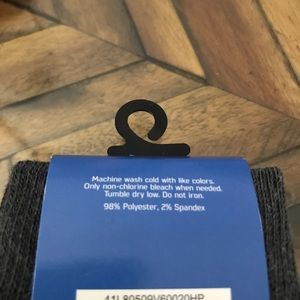 Machine wash cold with like colors.
Only non-chlorine bleach when needed.
Tumble dry low. Do not iron.
98% Polyester, 2% Spandex
41L80509V60020HP